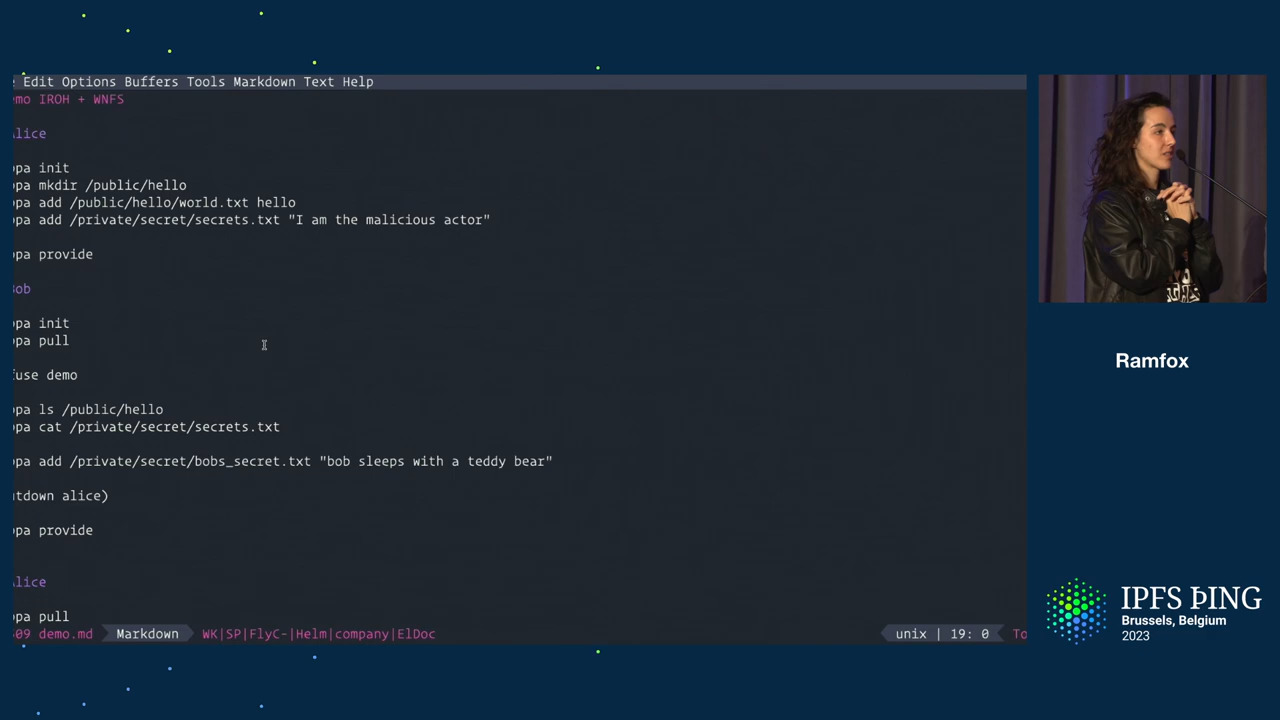 Edit Options Buffers Tools Markdown Text Help
emo IROH + WNFS
lice
pa init
pa mkdir /public/hello
pa add /public/hello/world.txt hello
pa add /private/secret/secrets.txt "I am the malicious actor"
pa provide
ob
pa init
pa pull
fuse demo
pa ls /public/hello
pa cat /private/secret/secrets.txt
pa add /private/secret/bobs_secret.txt "bob sleeps with a teddy bear"
tdown alice)
pa provide
lice
pa pull
09 demo.md Markdown WK|SP|FlyC-|Helm|company|ElDoc unix | 19: 0 To
Ramfox
IPFS ÞING
Brussels, Belgium
2023